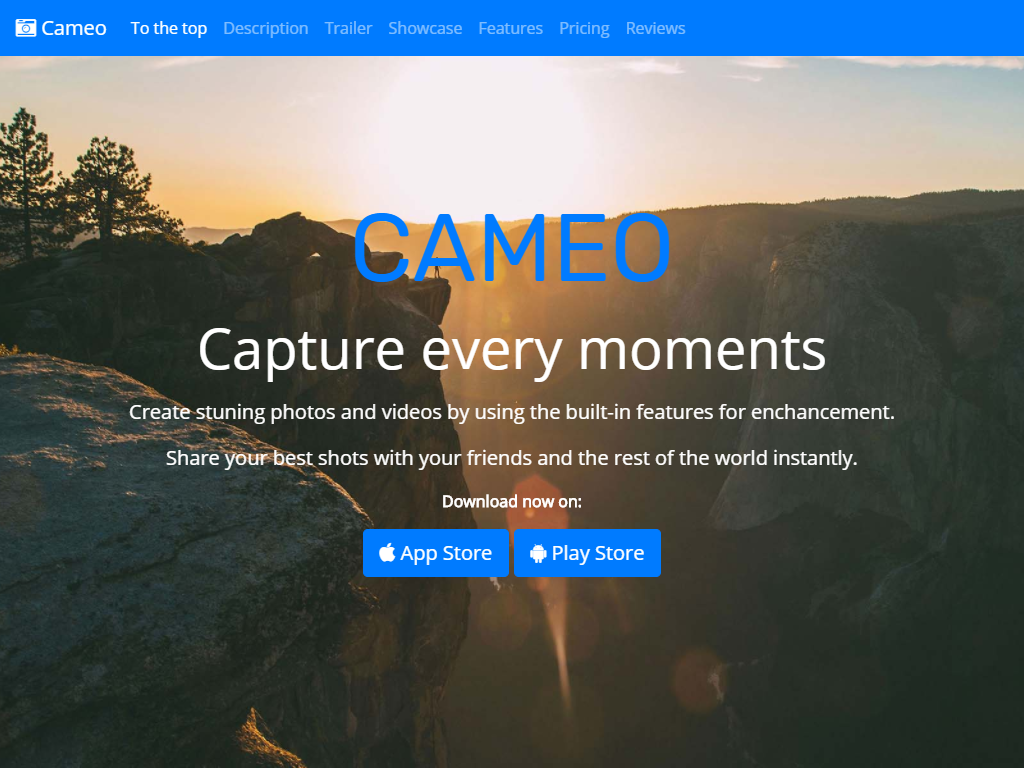 Cameo To the top Description Trailer Showcase Features Pricing Reviews
CAMEO
Capture every moments
Create stuning photos and videos by using the built-in features for enchancement.
Share your best shots with your friends and the rest of the world instantly.
Download now on:
App Store Play Store